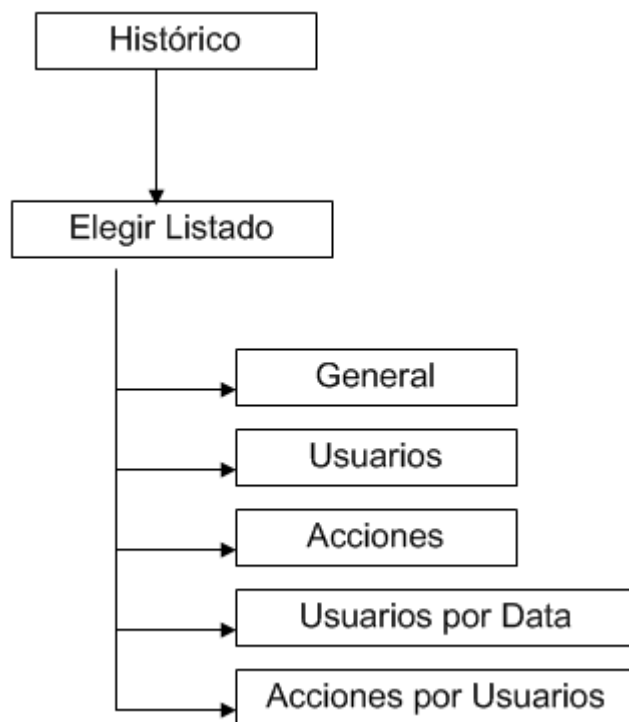 Histórico
Elegir Listado
General
Usuarios
Acciones
Usuarios por Data
Acciones por Usuarios